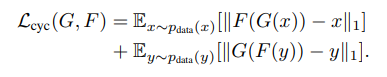 ℒcyc(G, F) = 𝔼x∼pdata(x)[‖F(G(x)) − x‖1]
+ 𝔼y∼pdata(y)[‖G(F(y)) − y‖1].